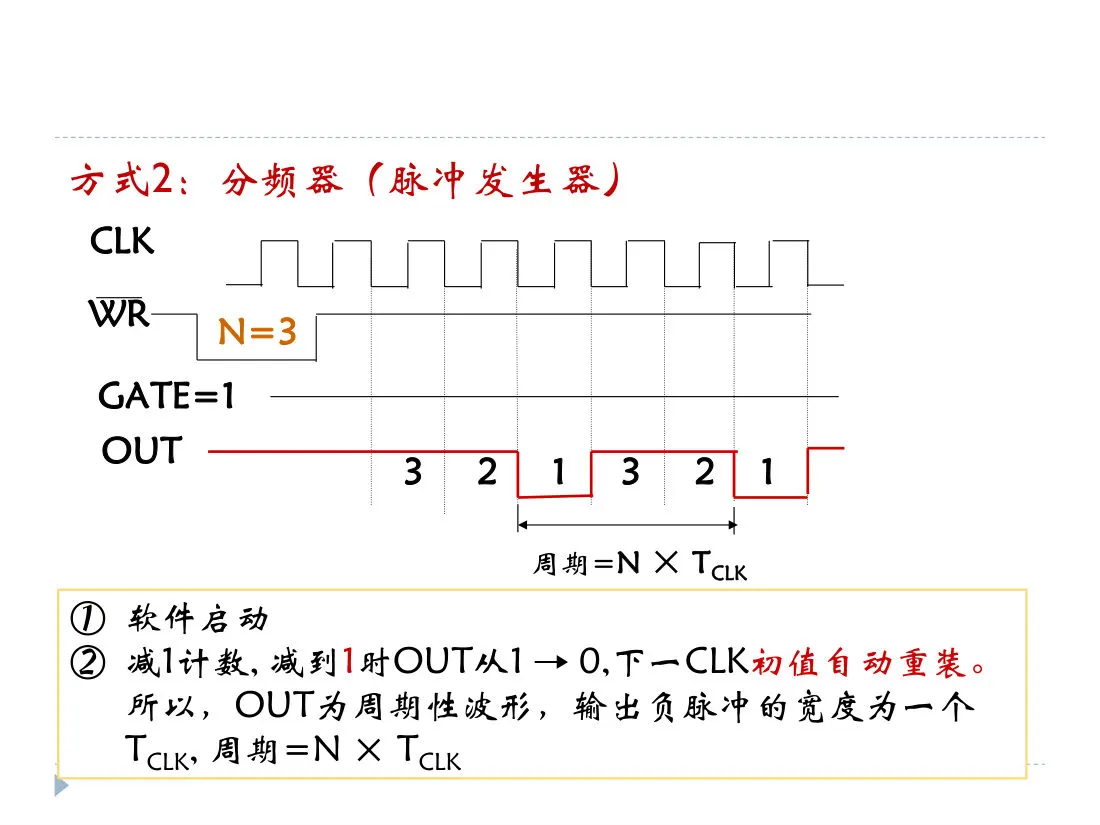 方式2：分频器（脉冲发生器）
CLK
WR
N=3
GATE=1
OUT
3 2 1 3 2 1
周期=N × TCLK
① 软件启动
② 减1计数, 减到1时OUT从1 → 0,下一CLK初值自动重装。
所以，OUT为周期性波形，输出负脉冲的宽度为一个
TCLK, 周期=N × TCLK